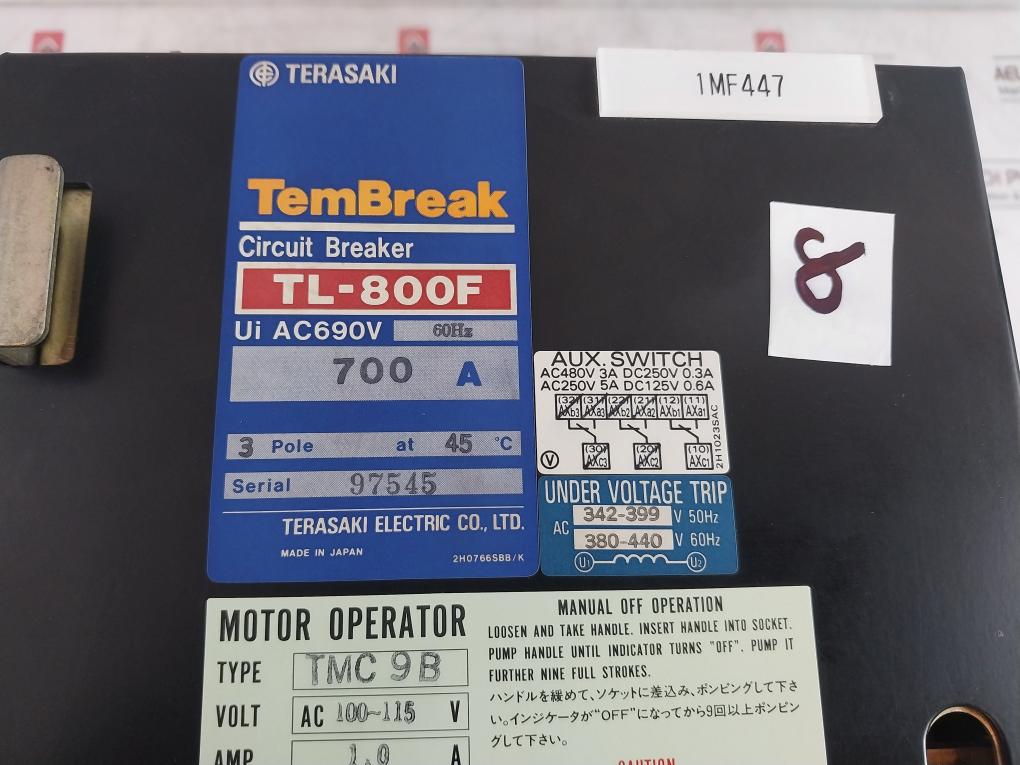 TERASAKI
TemBreak
Circuit Breaker
TL-800F
Ui AC690V 60Hz
700 A
3 Pole at 45 °C
Serial 97545
TERASAKI ELECTRIC CO., LTD.
MADE IN JAPAN 2H0766SBB/K
1MF447
8
AUX. SWITCH
AC480V 3A DC250V 0.3A
AC250V 5A DC125V 0.6A
(32) (31) (22) (21) (12) (11)
AXb3 AXa3 AXb2 AXa2 AXb1 AXa1
(30) (20) (10)
AXC3 AXC2 AXC1
V
2H1023SAC
UNDER VOLTAGE TRIP
AC 342-399 V 50Hz
380-440 V 60Hz
U1 U2
MOTOR OPERATOR
TYPE TMC 9B
VOLT AC 100~115 V
AMP 1.0 A
MANUAL OFF OPERATION
LOOSEN AND TAKE HANDLE. INSERT HANDLE INTO SOCKET.
PUMP HANDLE UNTIL INDICATOR TURNS "OFF". PUMP IT
FURTHER NINE FULL STROKES.
ハンドルを緩めて、ソケットに差込み、ポンピングして下さ
い。インジケータが"OFF"になってから9回以上ポンピン
グして下さい。
CAUTION